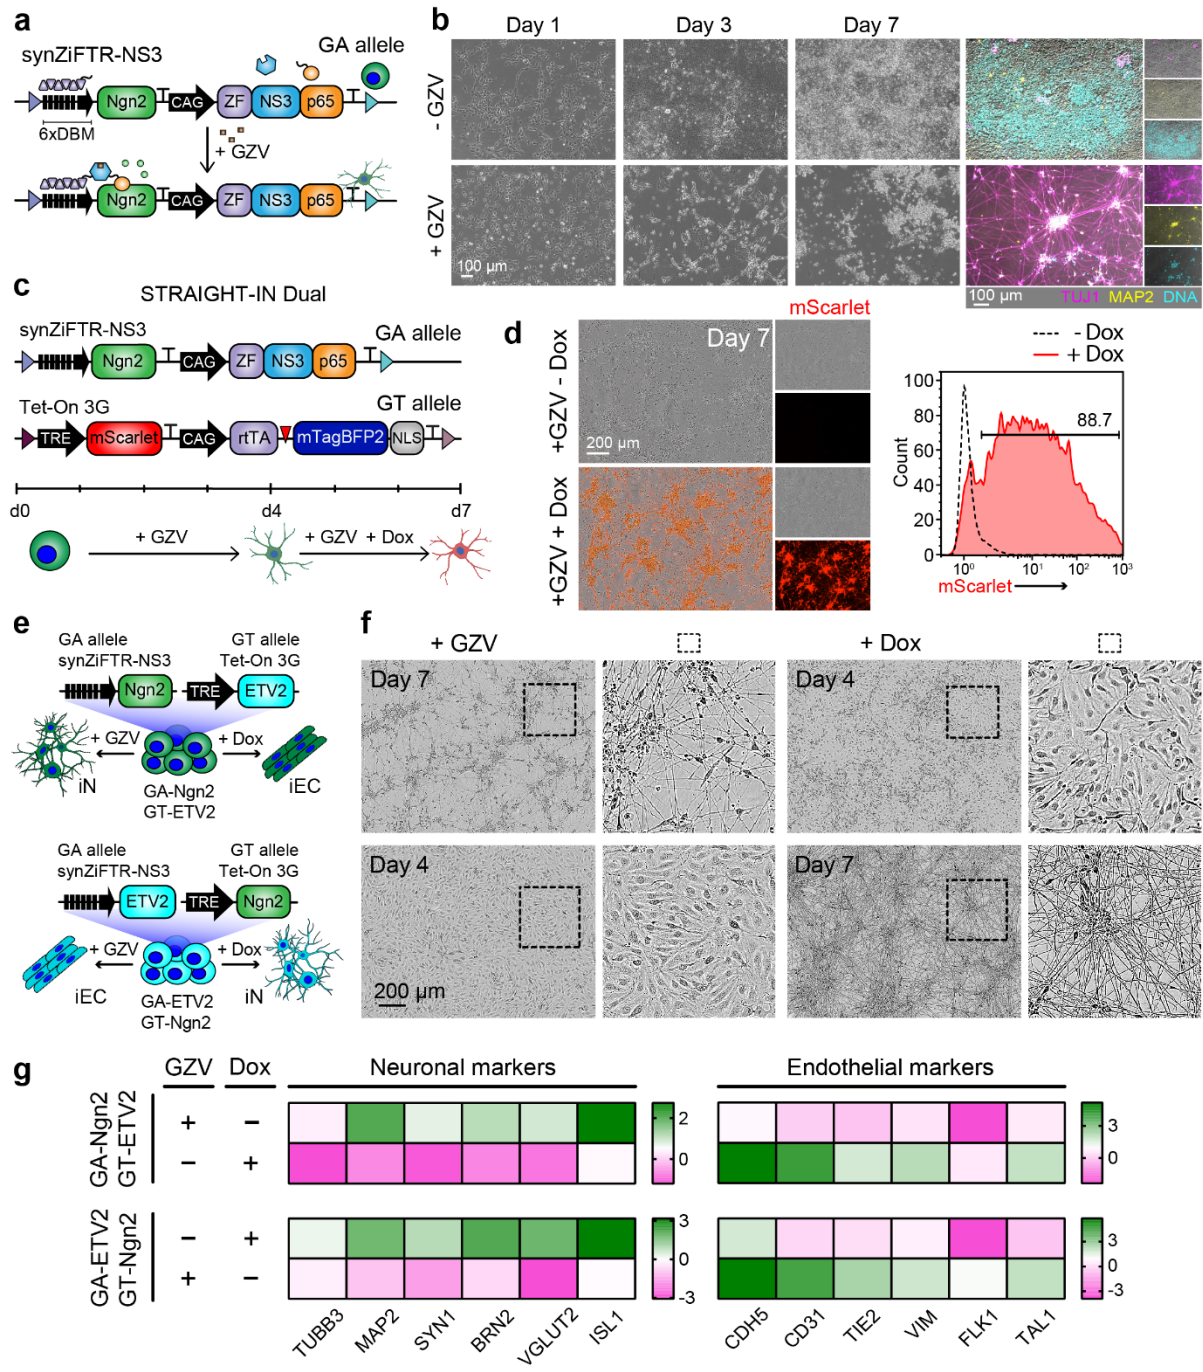 a
synZiFTR-NS3
GA allele
Ngn2
CAG
ZF
NS3
p65
6xDBM
+ GZV
Ngn2
CAG
ZF
NS3
p65
b
Day 1
Day 3
Day 7
- GZV
+ GZV
100 µm
100 µm
TUJ1 MAP2 DNA
c
STRAIGHT-IN Dual
synZiFTR-NS3
GA allele
Ngn2
CAG
ZF
NS3
p65
Tet-On 3G
GT allele
TRE
mScarlet
CAG
rtTA
mTagBFP2
NLS
d0
d4
d7
+ GZV
+ GZV + Dox
d
mScarlet
Day 7
+GZV - Dox
200 µm
+GZV + Dox
- Dox
+ Dox
100
80
60
40
20
0
Count
88.7
10⁰
10¹
10²
10³
mScarlet
e
GA allele
synZiFTR-NS3
GT allele
Tet-On 3G
Ngn2
TRE
ETV2
+ GZV
+ Dox
iN
iEC
GA-Ngn2
GT-ETV2
GA allele
synZiFTR-NS3
GT allele
Tet-On 3G
ETV2
TRE
Ngn2
+ GZV
+ Dox
iEC
iN
GA-ETV2
GT-Ngn2
f
+ GZV
+ Dox
Day 7
Day 4
Day 4
Day 7
200 µm
g
GZV
Dox
Neuronal markers
Endothelial markers
GA-Ngn2
GT-ETV2
+ −
− +
2
0
3
0
GA-ETV2
GT-Ngn2
− +
+ −
3
0
-3
3
0
-3
TUBB3
MAP2
SYN1
BRN2
VGLUT2
ISL1
CDH5
CD31
TIE2
VIM
FLK1
TAL1